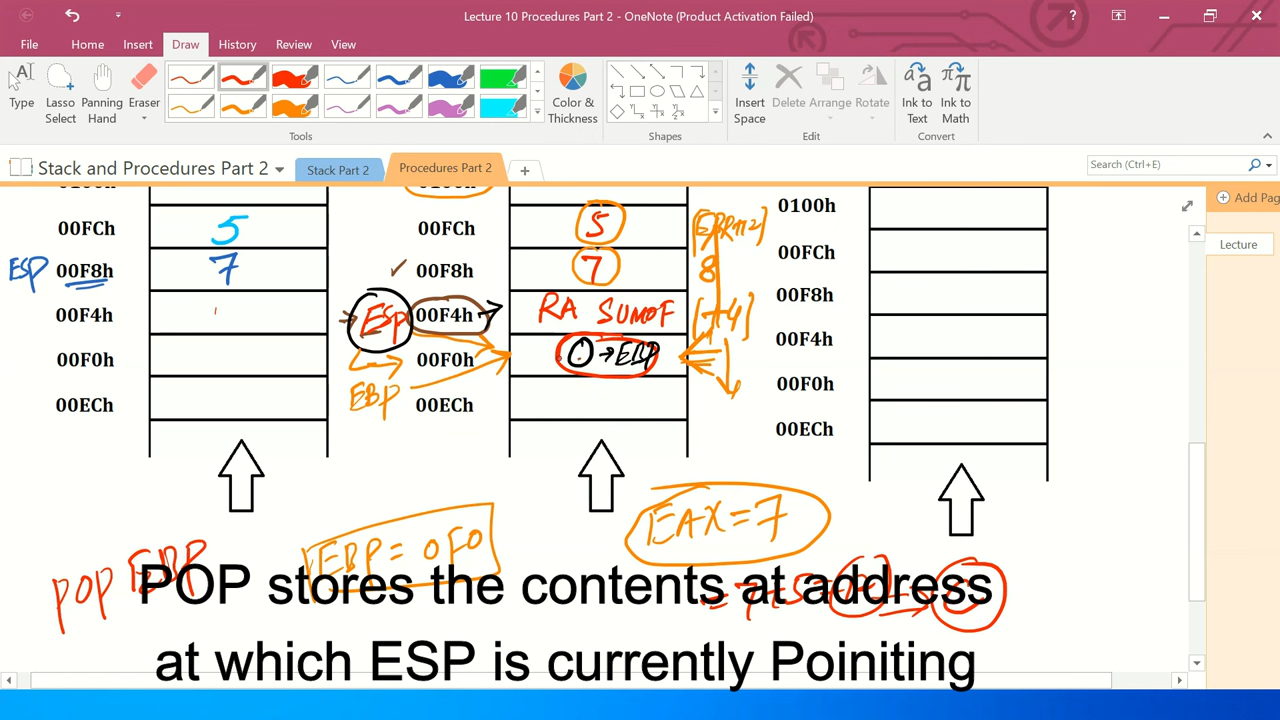 Lecture 10 Procedures Part 2 - OneNote (Product Activation Failed)
File Home Insert Draw History Review View
Type Lasso Select Panning Hand Eraser
Color & Thickness
Insert Space Delete Arrange Rotate
Ink to Text Ink to Math
Tools Shapes Edit Convert
Stack and Procedures Part 2 Stack Part 2 Procedures Part 2
Search (Ctrl+E)
Add Pag
Lecture
0100h
00FCh 5
ESP 00F8h 7
00F4h
00F0h
00ECh
00FCh 5
00F8h 7 8
ESP 00F4h RA SUMOF [+4]
00F0h 0→EBP
EBP
00ECh
0100h
00FCh
00F8h
00F4h
00F0h
00ECh
EAX=7
EBP= 0F0
POP EBP
POP stores the contents at address
at which ESP is currently Poiniting